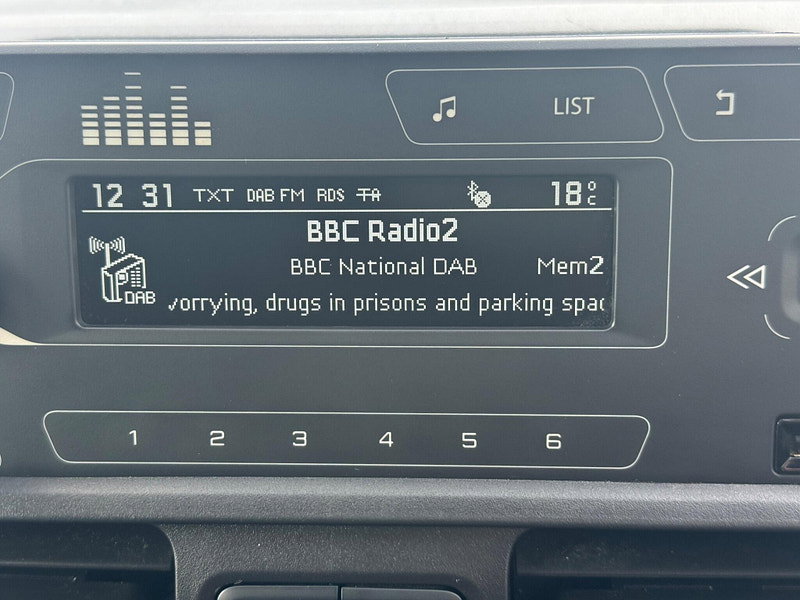 LIST
12 31 TXT DAB FM RDS TA 18°C
BBC Radio2
BBC National DAB Mem2
DAB
vorrying, drugs in prisons and parking spac
1 2 3 4 5 6